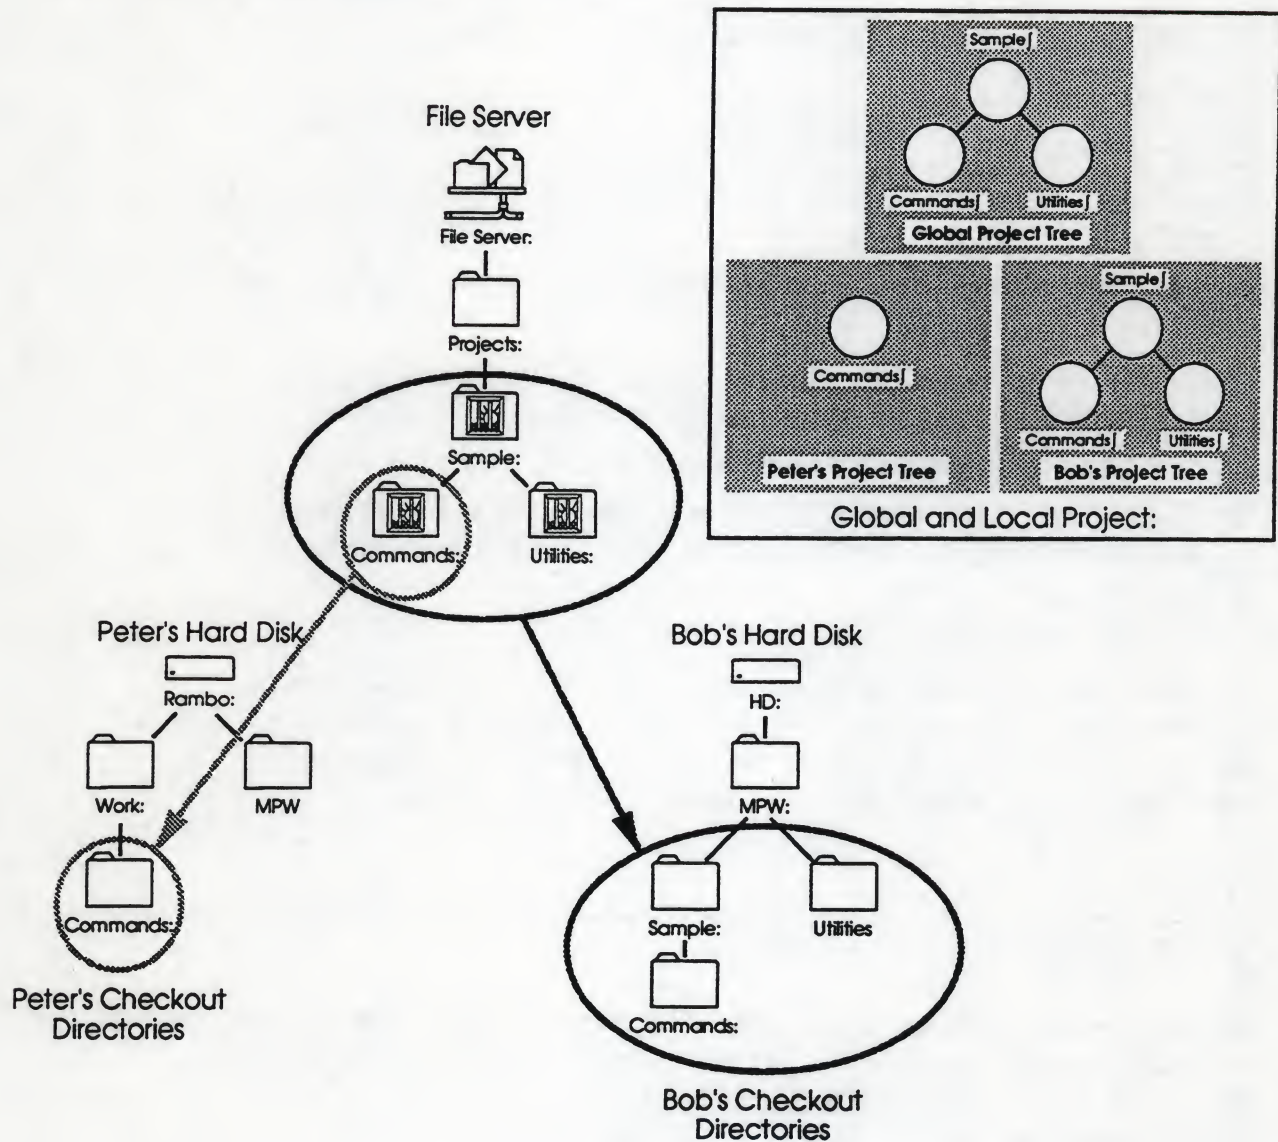 File Server
File Server:
Projects:
Sample:
Commands:
Utilities:
Peter's Hard Disk
Rambo:
Work:
MPW
Commands:
Peter's Checkout
Directories
Bob's Hard Disk
HD:
MPW:
Sample:
Utilities
Commands:
Bob's Checkout
Directories
Sample∫
Commands∫
Utilities∫
Global Project Tree
Commands∫
Peter's Project Tree
Sample∫
Commands∫
Utilities∫
Bob's Project Tree
Global and Local Project: